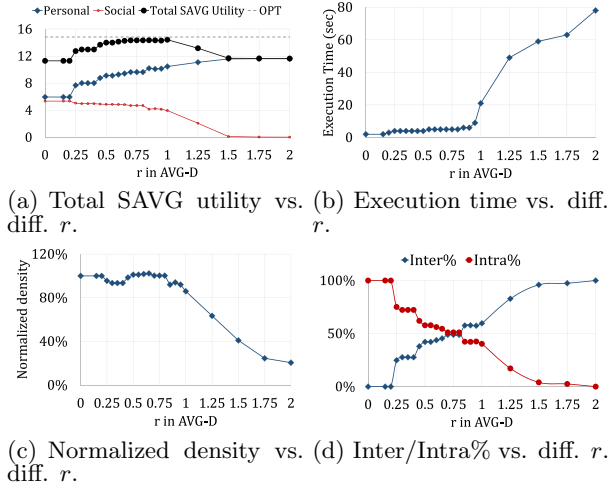 Personal Social Total SAVG Utility OPT
16
12
8
4
0
0 0.25 0.5 0.75 1 1.25 1.5 1.75 2
r in AVG-D
(a) Total SAVG utility vs. diff. r.
Execution Time (sec)
80
60
40
20
0
0 0.25 0.5 0.75 1 1.25 1.5 1.75 2
r in AVG-D
(b) Execution time vs. diff. r.
Normalized density
120%
80%
40%
0%
0 0.25 0.5 0.75 1 1.25 1.5 1.75 2
r in AVG-D
(c) Normalized density vs. diff. r.
Inter% Intra%
100%
50%
0%
0 0.25 0.5 0.75 1 1.25 1.5 1.75 2
r in AVG-D
(d) Inter/Intra% vs. diff. r.